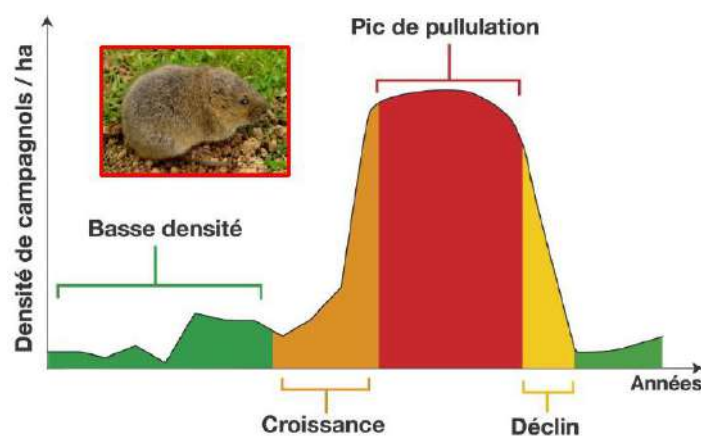 Pic de pullulation
Densité de campagnols / ha
Basse densité
Années
Croissance
Déclin